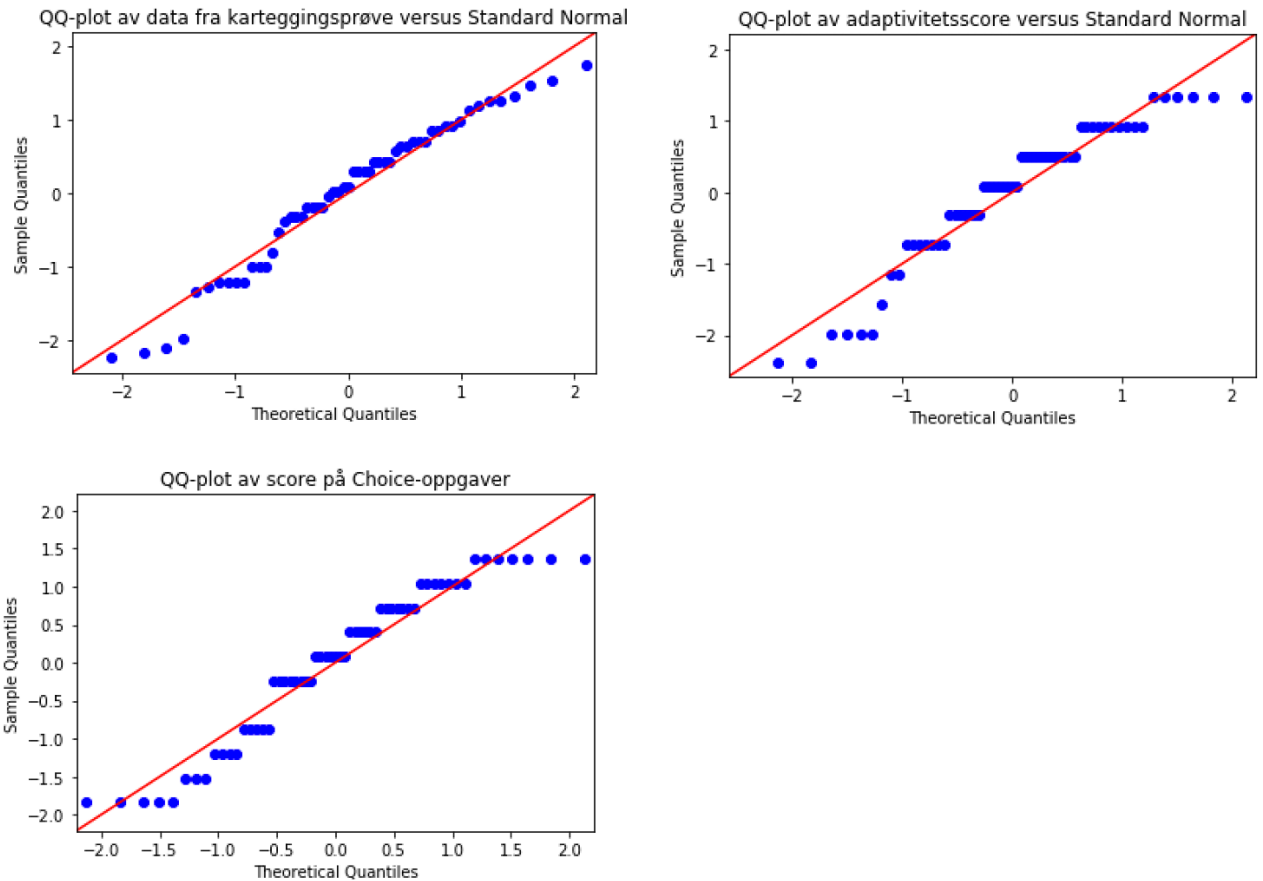 QQ-plot av data fra karteggingsprøve versus Standard Normal
2
1
0
−1
−2
Sample Quantiles
−2 −1 0 1 2
Theoretical Quantiles
QQ-plot av adaptivitetsscore versus Standard Normal
2
1
0
−1
−2
Sample Quantiles
−2 −1 0 1 2
Theoretical Quantiles
QQ-plot av score på Choice-oppgaver
2.0
1.5
1.0
0.5
0.0
−0.5
−1.0
−1.5
−2.0
Sample Quantiles
−2.0 −1.5 −1.0 −0.5 0.0 0.5 1.0 1.5 2.0
Theoretical Quantiles